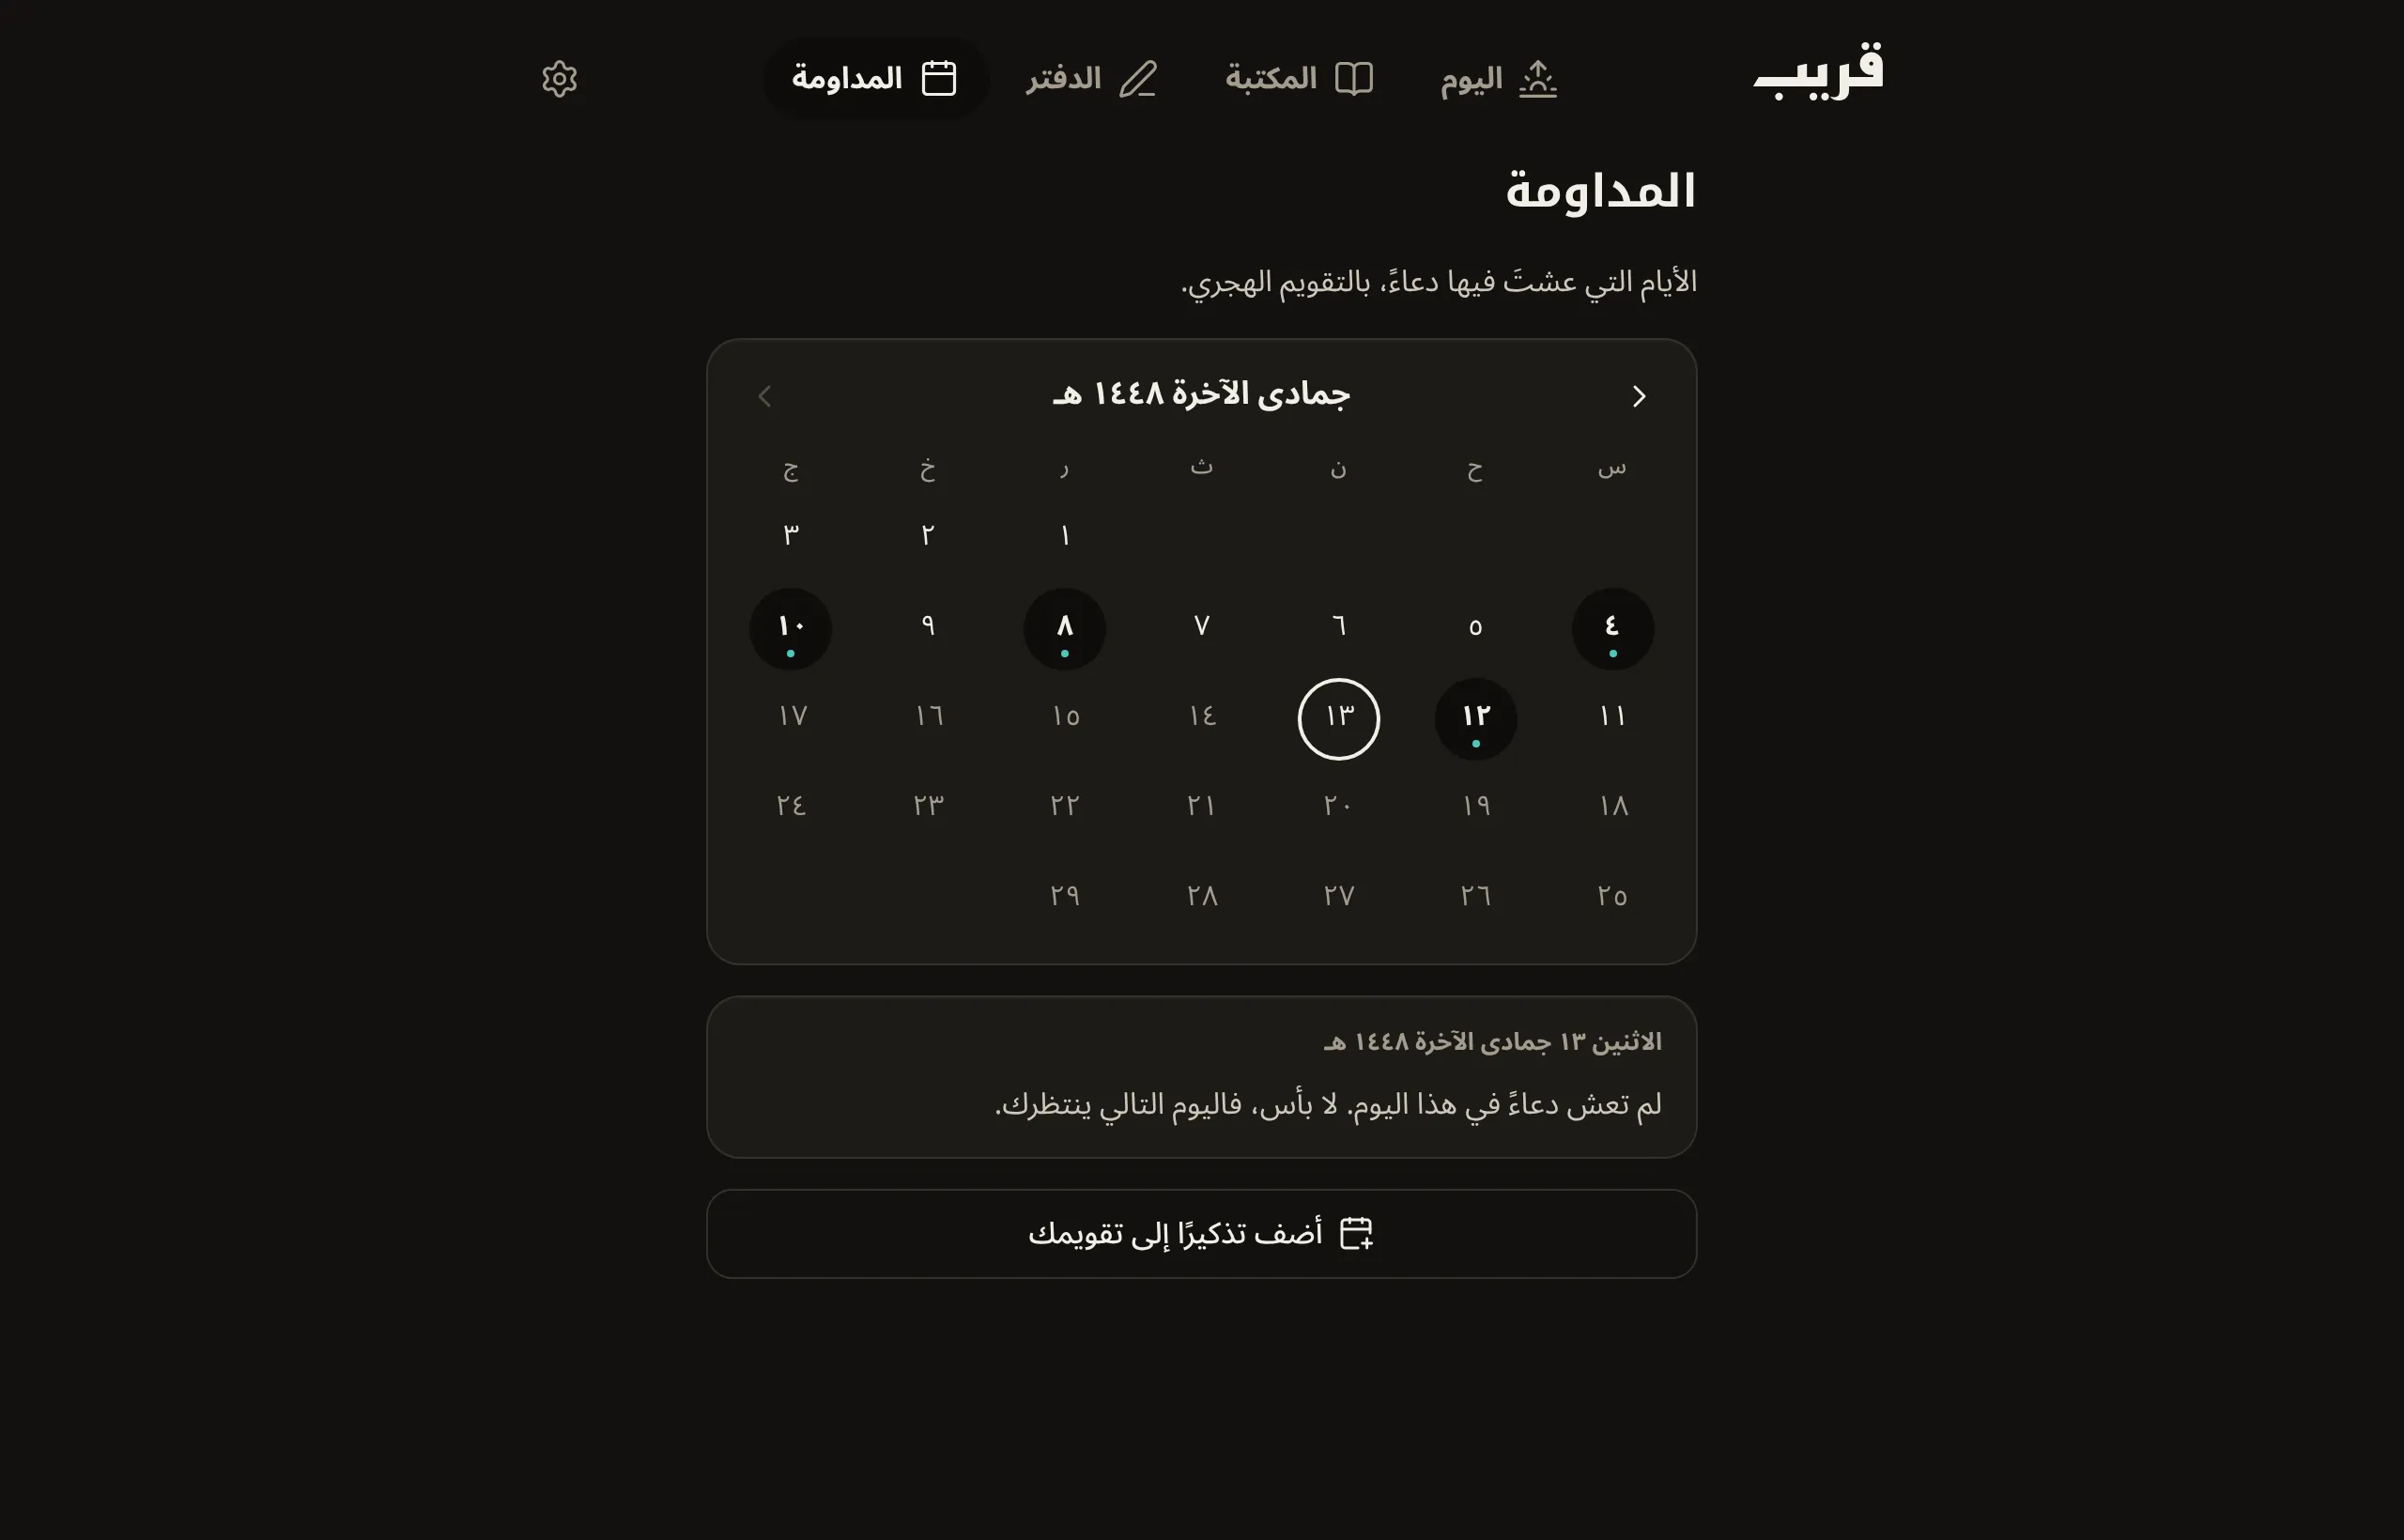 قريب
اليوم المكتبة الدفتر المداومة
المداومة
الأيام التي عشتَ فيها دعاءً، بالتقويم الهجري.
جمادى الآخرة ١٤٤٨ هـ
س ح ن ث ر خ ج
١ ٢ ٣
٤ ٥ ٦ ٧ ٨ ٩ ١٠
١١ ١٢ ١٣ ١٤ ١٥ ١٦ ١٧
١٨ ١٩ ٢٠ ٢١ ٢٢ ٢٣ ٢٤
٢٥ ٢٦ ٢٧ ٢٨ ٢٩
الاثنين ١٣ جمادى الآخرة ١٤٤٨ هـ
لم تعش دعاءً في هذا اليوم. لا بأس، فاليوم التالي ينتظرك.
أضف تذكيرًا إلى تقويمك